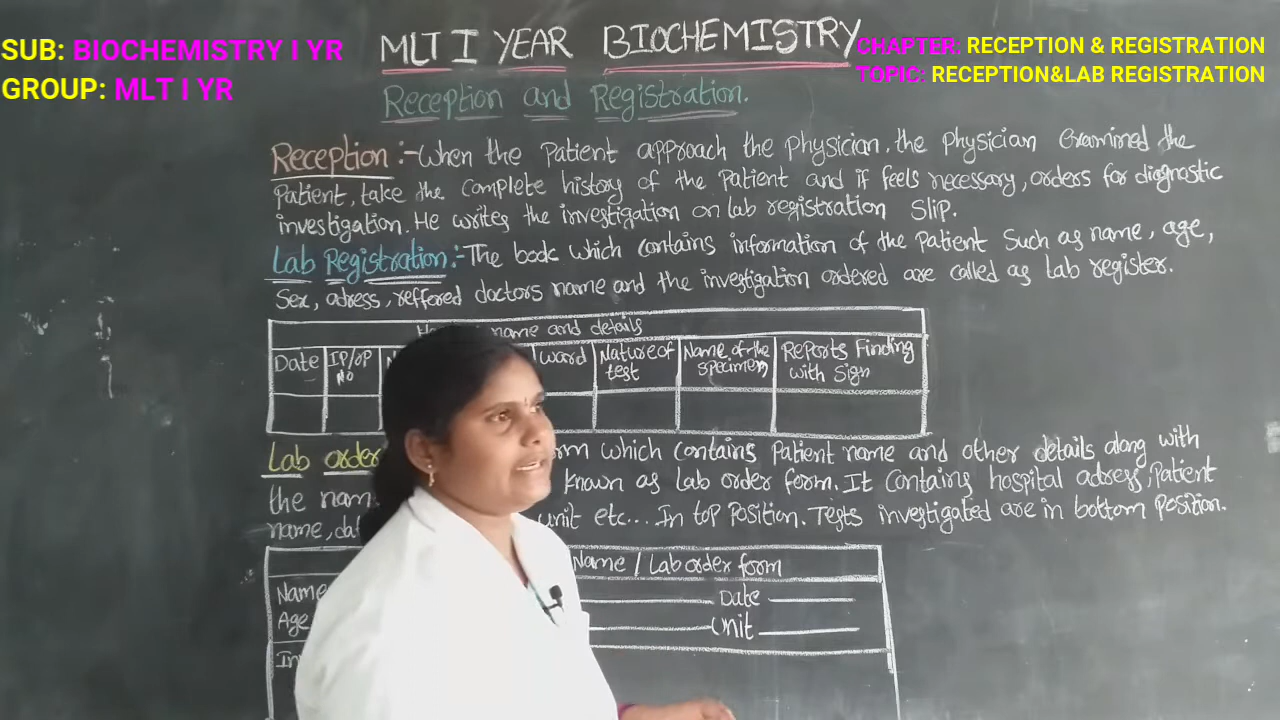 SUB: BIOCHEMISTRY I YR
GROUP: MLT I YR
CHAPTER: RECEPTION & REGISTRATION
TOPIC: RECEPTION&LAB REGISTRATION
MLT I YEAR BIOCHEMISTRY
Reception and Registration.
Reception:- When the Patient approach the Physician, the Physician examined the
Patient, take the complete history of the Patient and if feels necessary, orders for diagnostic
investigation. He writes the investigation on lab registration Slip.
Lab Registration:- The book which contains information of the Patient Such as name, age,
Sex, adress, reffered doctors name and the investigation ordered are called as Lab register.
name and details
Date IP/OP No ward Nature of test Name of the specimen Reports Finding with Sign
Lab order which contains Patient name and other details along with
the known as Lab order form. It contains hospital adress, Patient
name, unit etc... In top Position. Tests investigated are in bottom Position.
Name / Lab order form
Name Date
Age Unit